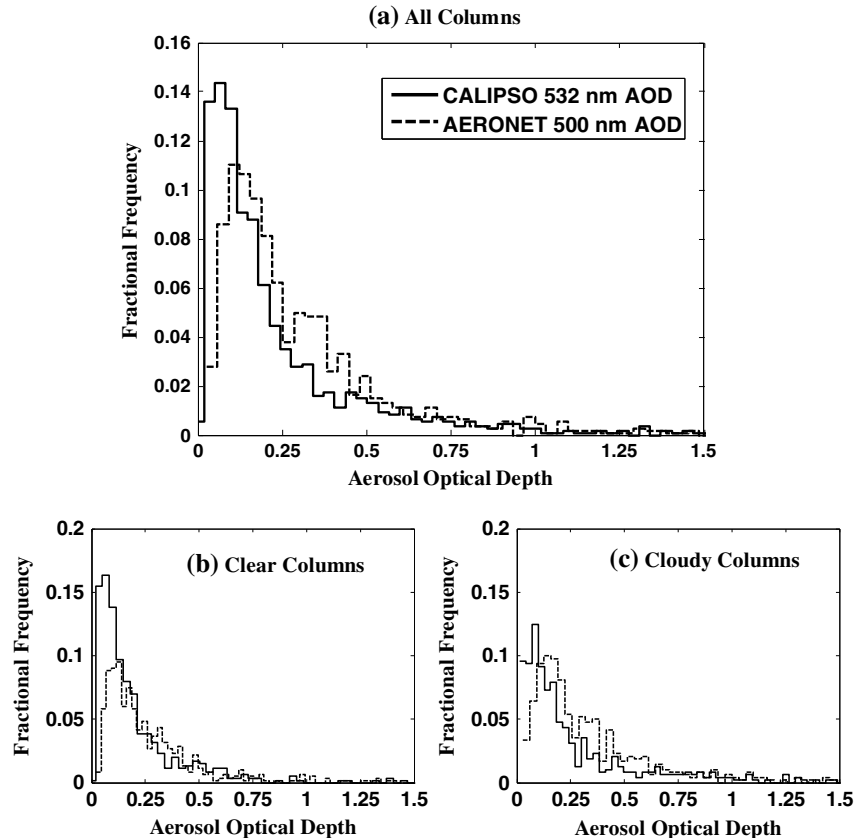 (a) All Columns
0.16
0.14
0.12
0.1
0.08
0.06
0.04
0.02
0
Fractional Frequency
CALIPSO 532 nm AOD
AERONET 500 nm AOD
0 0.25 0.5 0.75 1 1.25 1.5
Aerosol Optical Depth
0.2
0.15
0.1
0.05
0
Fractional Frequency
(b) Clear Columns
0 0.25 0.5 0.75 1 1.25 1.5
Aerosol Optical Depth
0.2
0.15
0.1
0.05
0
Fractional Frequency
(c) Cloudy Columns
0 0.25 0.5 0.75 1 1.25 1.5
Aerosol Optical Depth